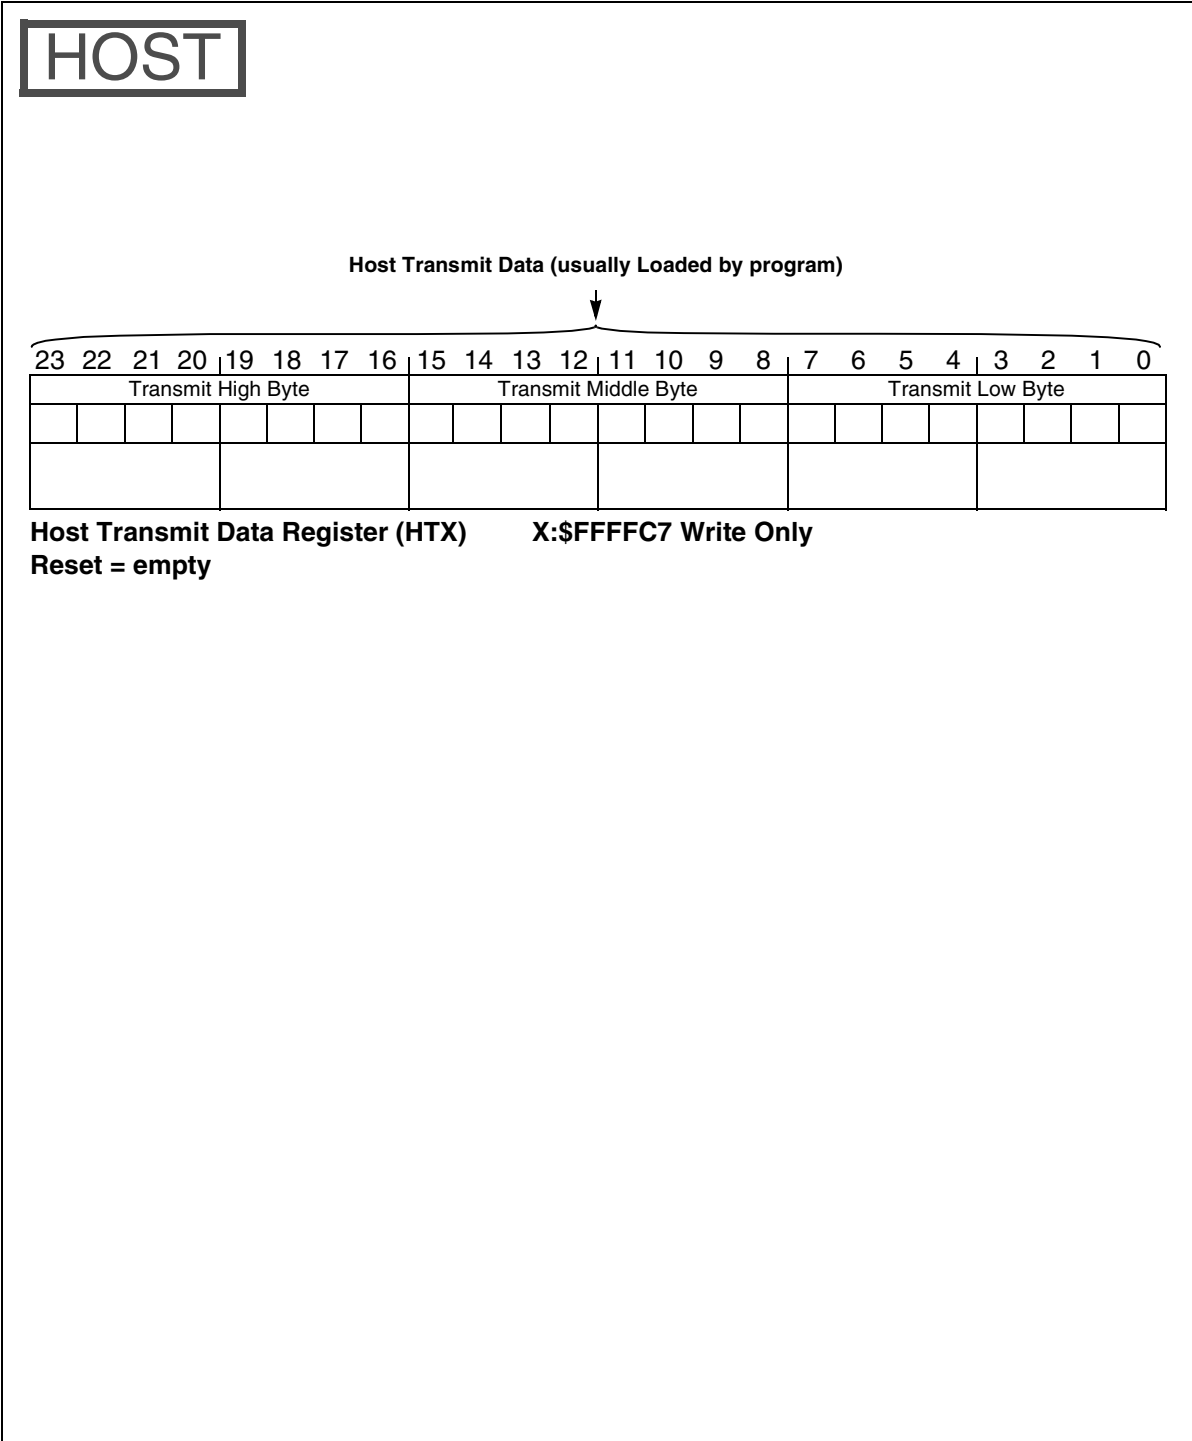 HOST
Host Transmit Data (usually Loaded by program)
23 22 21 20 19 18 17 16 15 14 13 12 11 10 9 8 7 6 5 4 3 2 1 0
Transmit High Byte Transmit Middle Byte Transmit Low Byte
Host Transmit Data Register (HTX) X:$FFFFC7 Write Only
Reset = empty